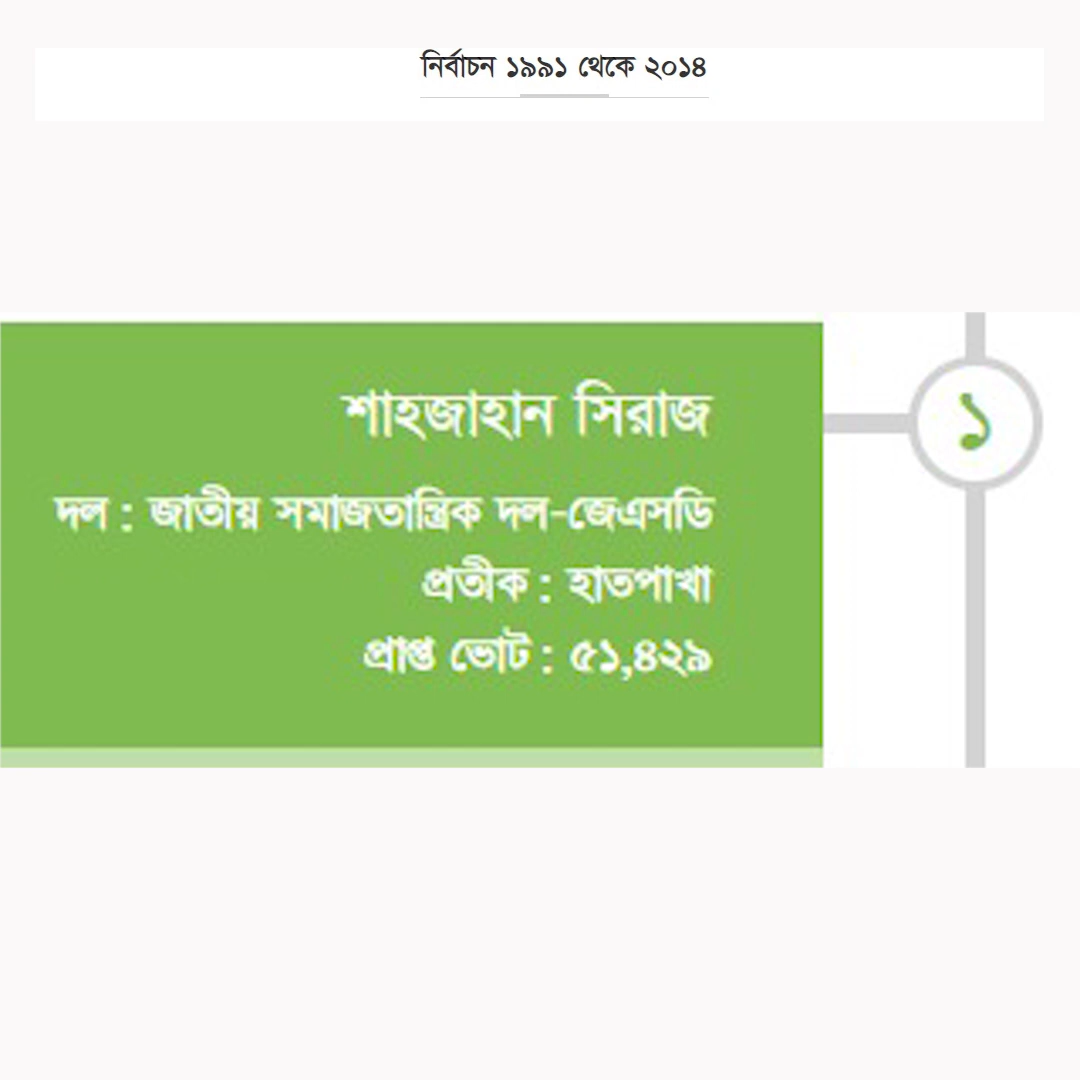 নির্বাচন ১৯৯১ থেকে ২০১৪
শাহজাহান সিরাজ
১
দল : জাতীয় সমাজতান্ত্রিক দল-জেএসডি
প্রতীক : হাতপাখা
প্রাপ্ত ভোট : ৫১,৪২৯